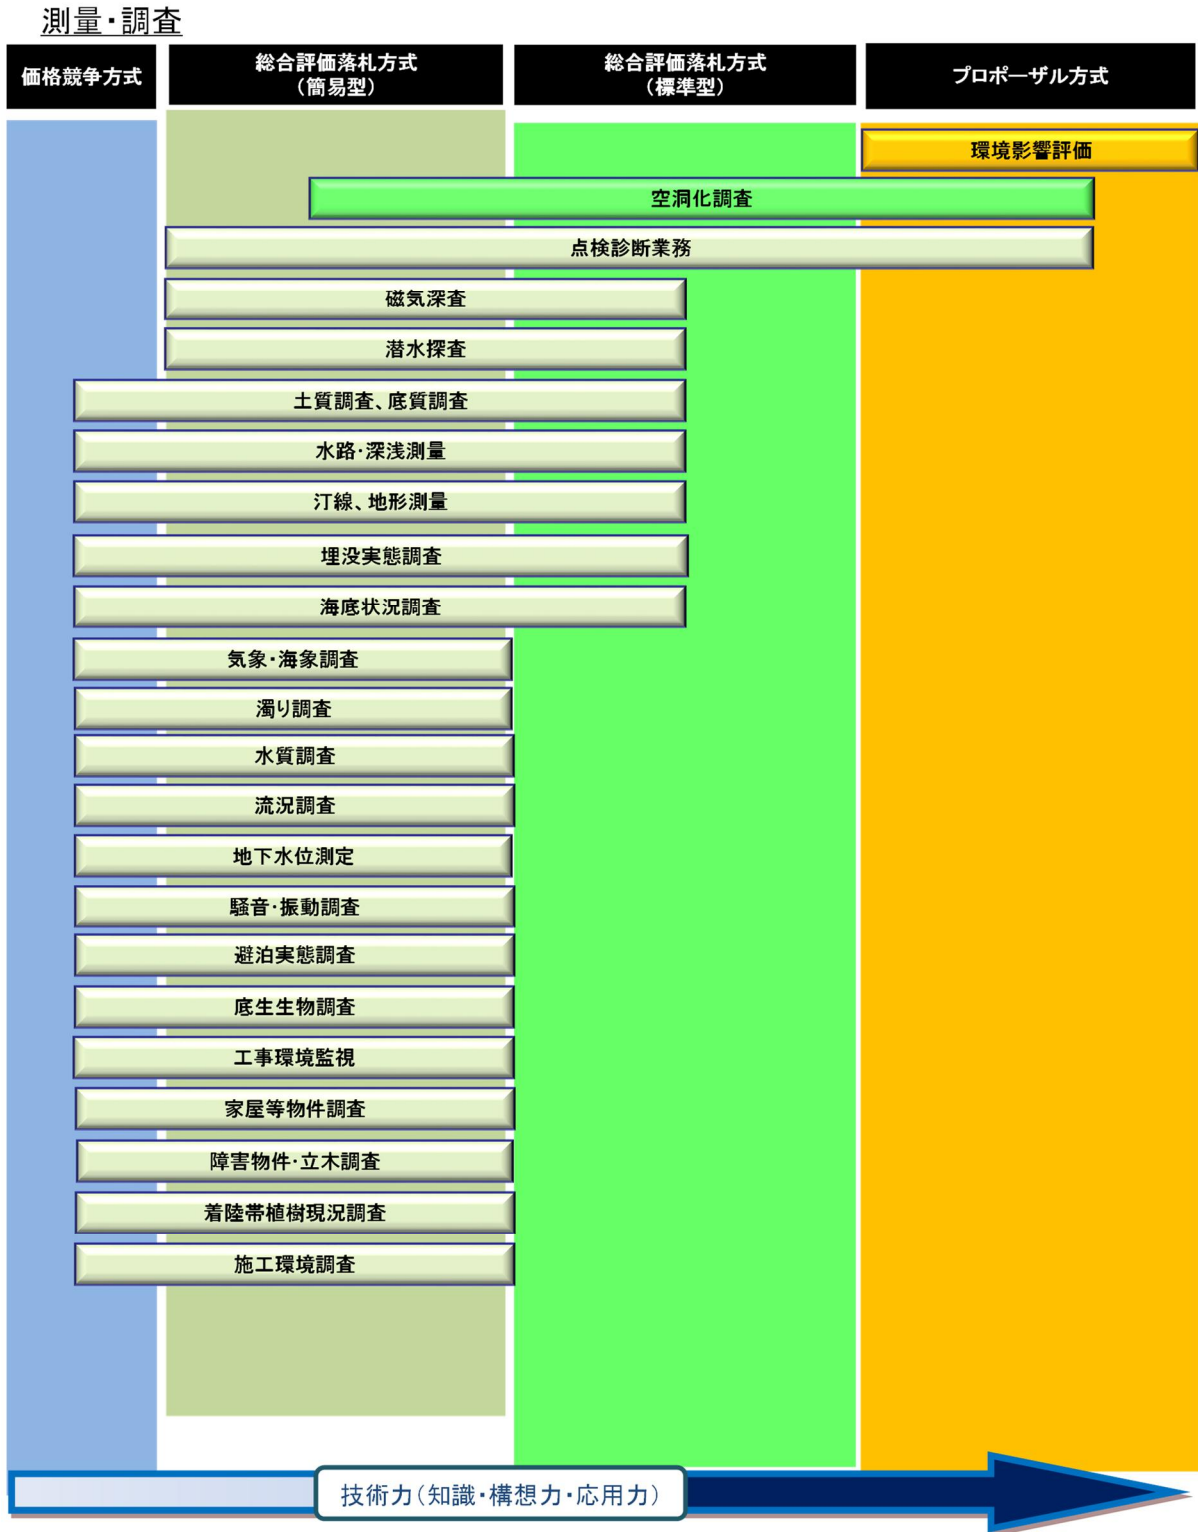 測量・調査
価格競争方式
総合評価落札方式
（簡易型）
総合評価落札方式
（標準型）
プロポーザル方式
環境影響評価
空洞化調査
点検診断業務
磁気深査
潜水探査
土質調査、底質調査
水路・深浅測量
汀線、地形測量
埋没実態調査
海底状況調査
気象・海象調査
濁り調査
水質調査
流況調査
地下水位測定
騒音・振動調査
避泊実態調査
底生生物調査
工事環境監視
家屋等物件調査
障害物件・立木調査
着陸帯植樹現況調査
施工環境調査
技術力（知識・構想力・応用力）